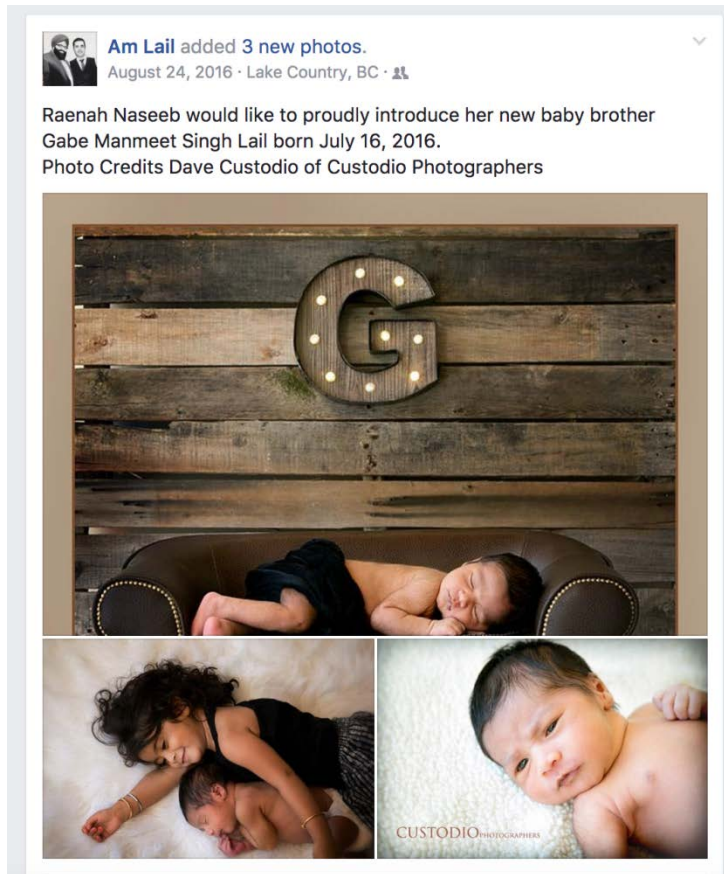 Am Lail added 3 new photos.
August 24, 2016 · Lake Country, BC ·
Raenah Naseeb would like to proudly introduce her new baby brother
Gabe Manmeet Singh Lail born July 16, 2016.
Photo Credits Dave Custodio of Custodio Photographers
G
CUSTODIO PHOTOGRAPHERS